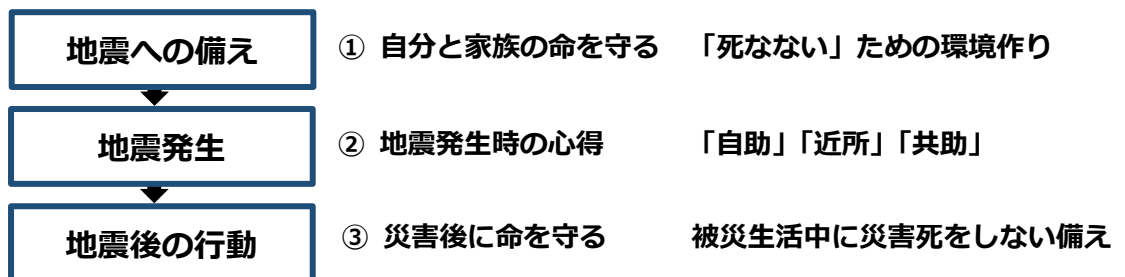 地震への備え ① 自分と家族の命を守る 「死なない」ための環境作り
地震発生 ② 地震発生時の心得 「自助」「近所」「共助」
地震後の行動 ③ 災害後に命を守る 被災生活中に災害死をしない備え